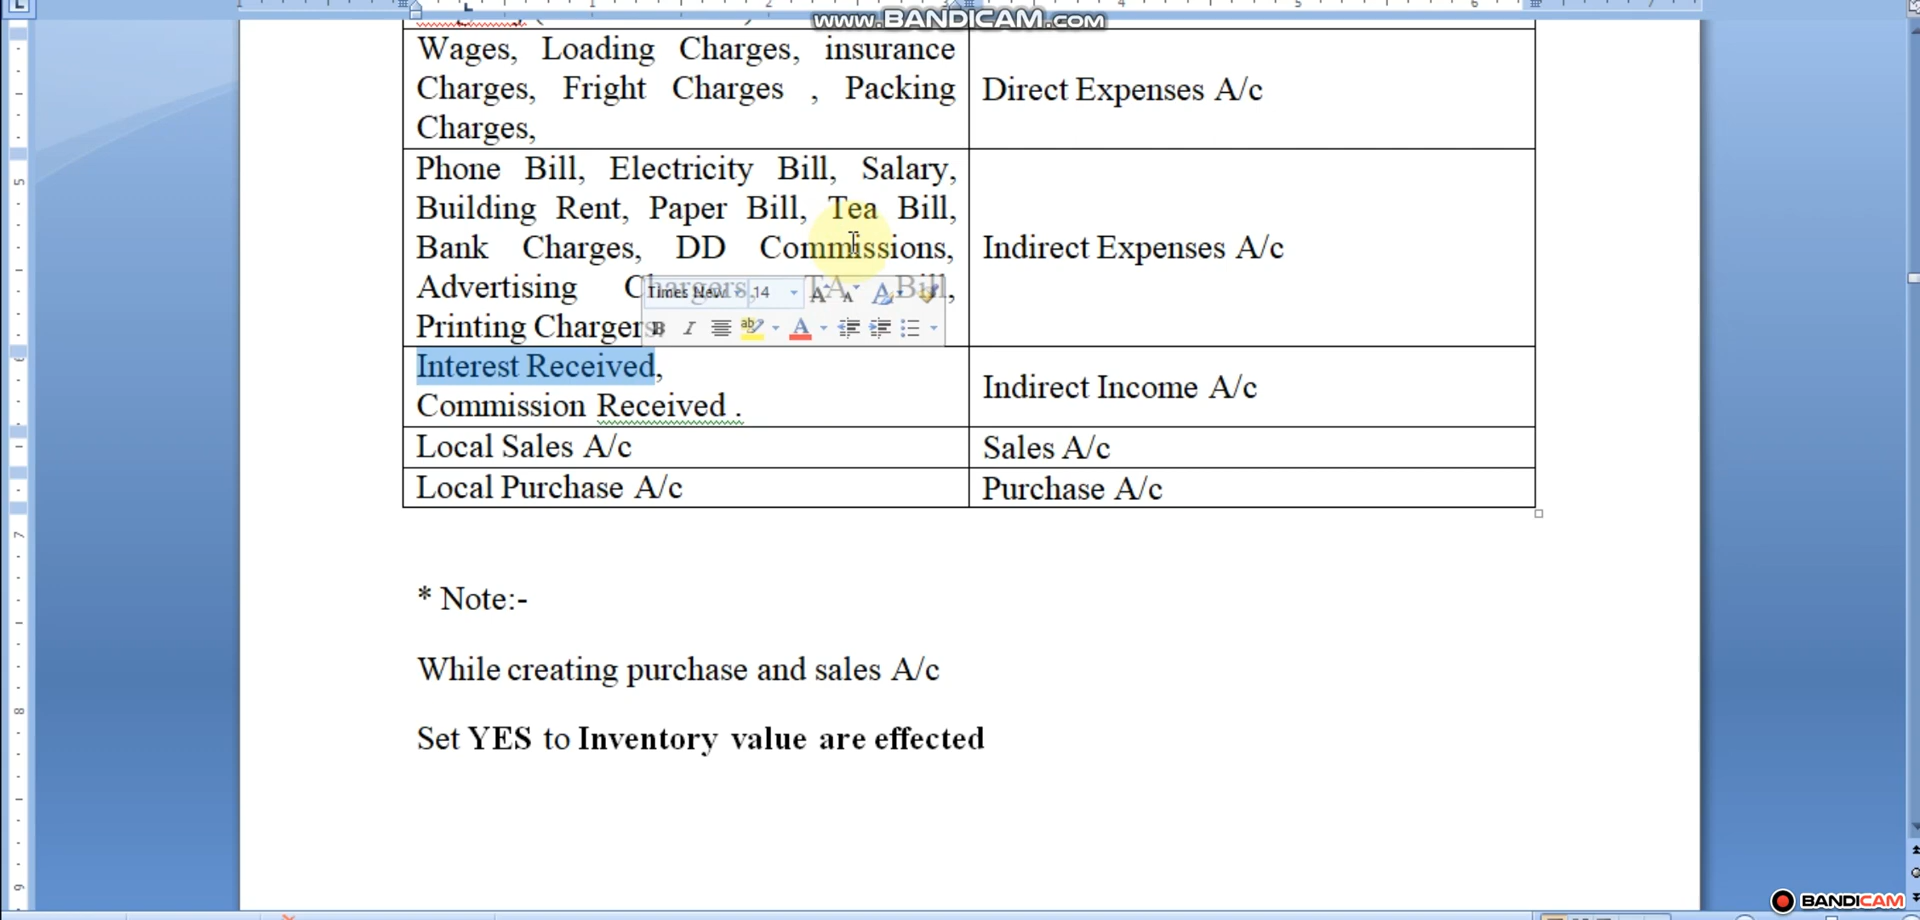 www.BANDICAM.com
Wages, Loading Charges, insurance
Charges, Fright Charges , Packing
Charges,
Direct Expenses A/c
Phone Bill, Electricity Bill, Salary,
Building Rent, Paper Bill, Tea Bill,
Bank Charges, DD Commissions,
Advertising Chargers, TA Bill,
Printing Chargers
Indirect Expenses A/c
Times New 14
Interest Received,
Commission Received .
Indirect Income A/c
Local Sales A/c
Sales A/c
Local Purchase A/c
Purchase A/c
* Note:-
While creating purchase and sales A/c
Set YES to Inventory value are effected
BANDICAM